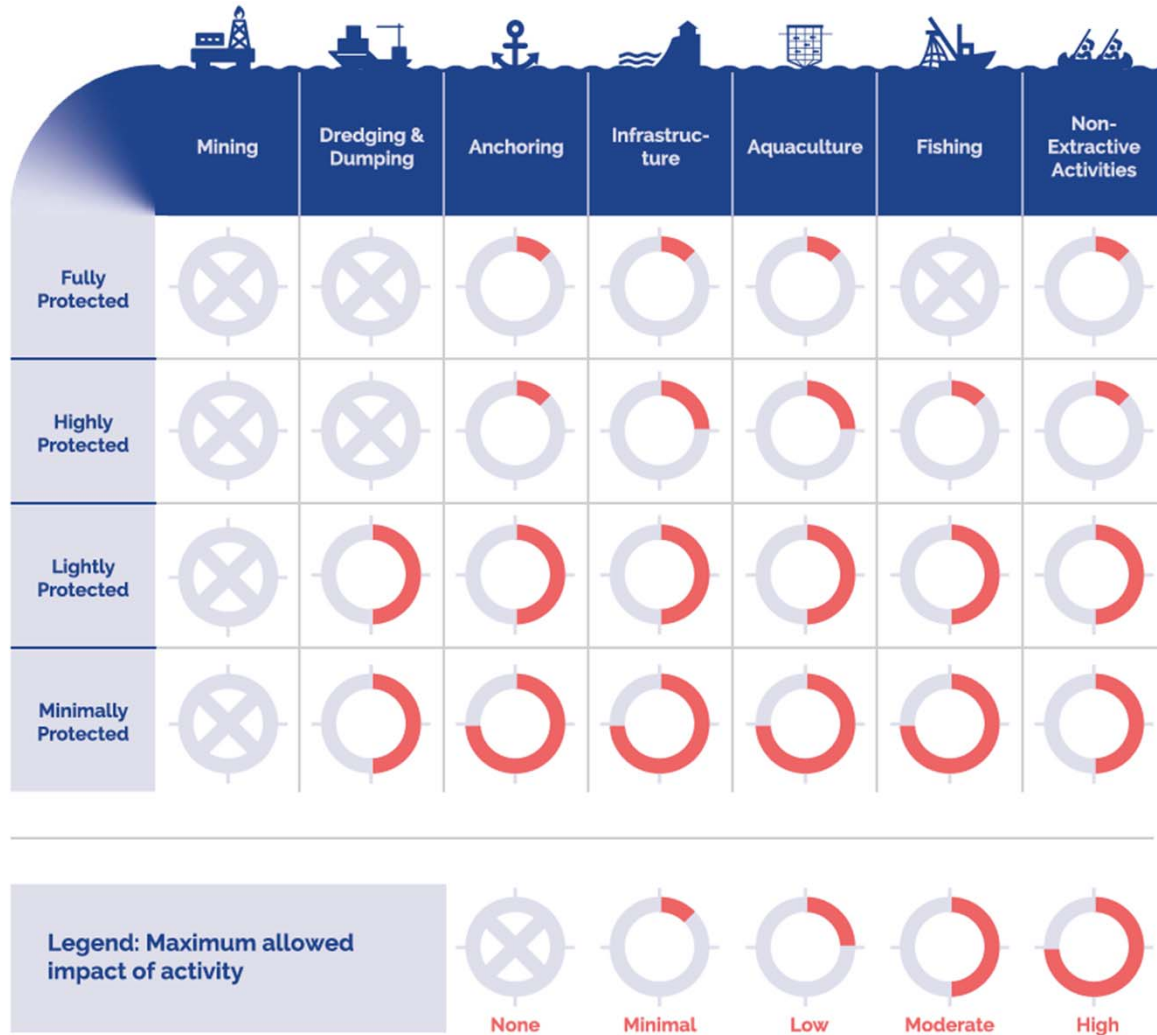 Mining
Dredging &
Dumping
Anchoring
Infrastruc-
ture
Aquaculture
Fishing
Non-
Extractive
Activities
Fully
Protected
Highly
Protected
Lightly
Protected
Minimally
Protected
Legend: Maximum allowed
impact of activity
None
Minimal
Low
Moderate
High